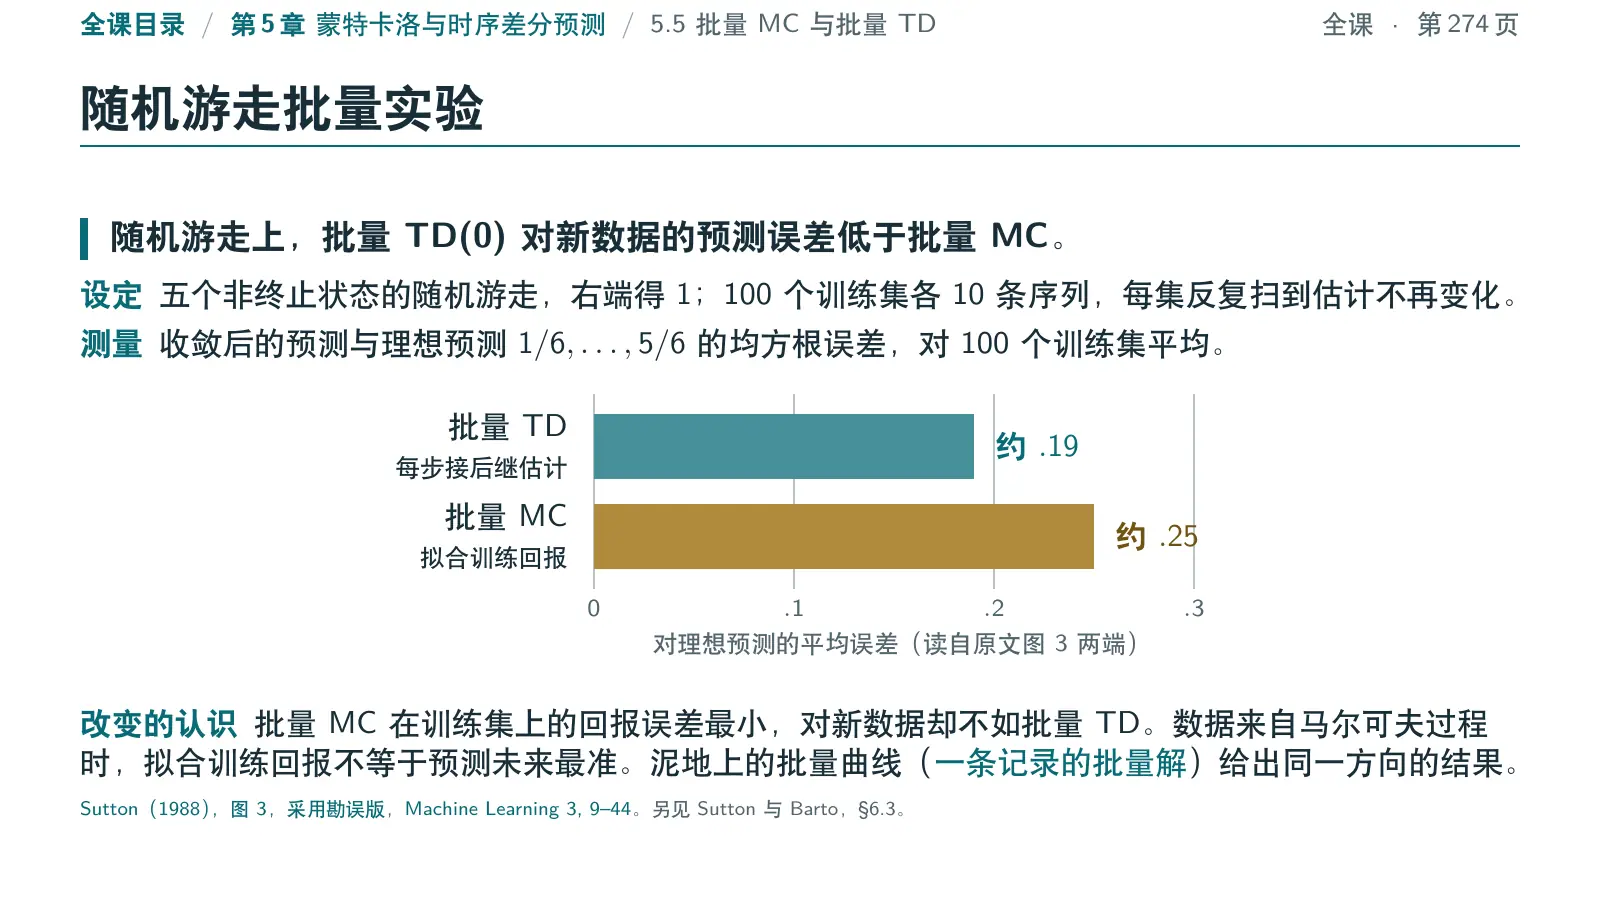 全课目录 / 第 5 章 蒙特卡洛与时序差分预测 / 5.5 批量 MC 与批量 TD
全课 · 第 274 页
随机游走批量实验
随机游走上，批量 TD(0) 对新数据的预测误差低于批量 MC。
设定 五个非终止状态的随机游走，右端得 1；100 个训练集各 10 条序列，每集反复扫到估计不再变化。
测量 收敛后的预测与理想预测 1/6, . . . , 5/6 的均方根误差，对 100 个训练集平均。
批量 TD
每步接后继估计
约 .19
批量 MC
拟合训练回报
约 .25
0 .1 .2 .3
对理想预测的平均误差（读自原文图 3 两端）
改变的认识 批量 MC 在训练集上的回报误差最小，对新数据却不如批量 TD。数据来自马尔可夫过程
时，拟合训练回报不等于预测未来最准。泥地上的批量曲线（一条记录的批量解）给出同一方向的结果。
Sutton (1988)，图 3，采用勘误版，Machine Learning 3, 9–44。另见 Sutton 与 Barto，§6.3。